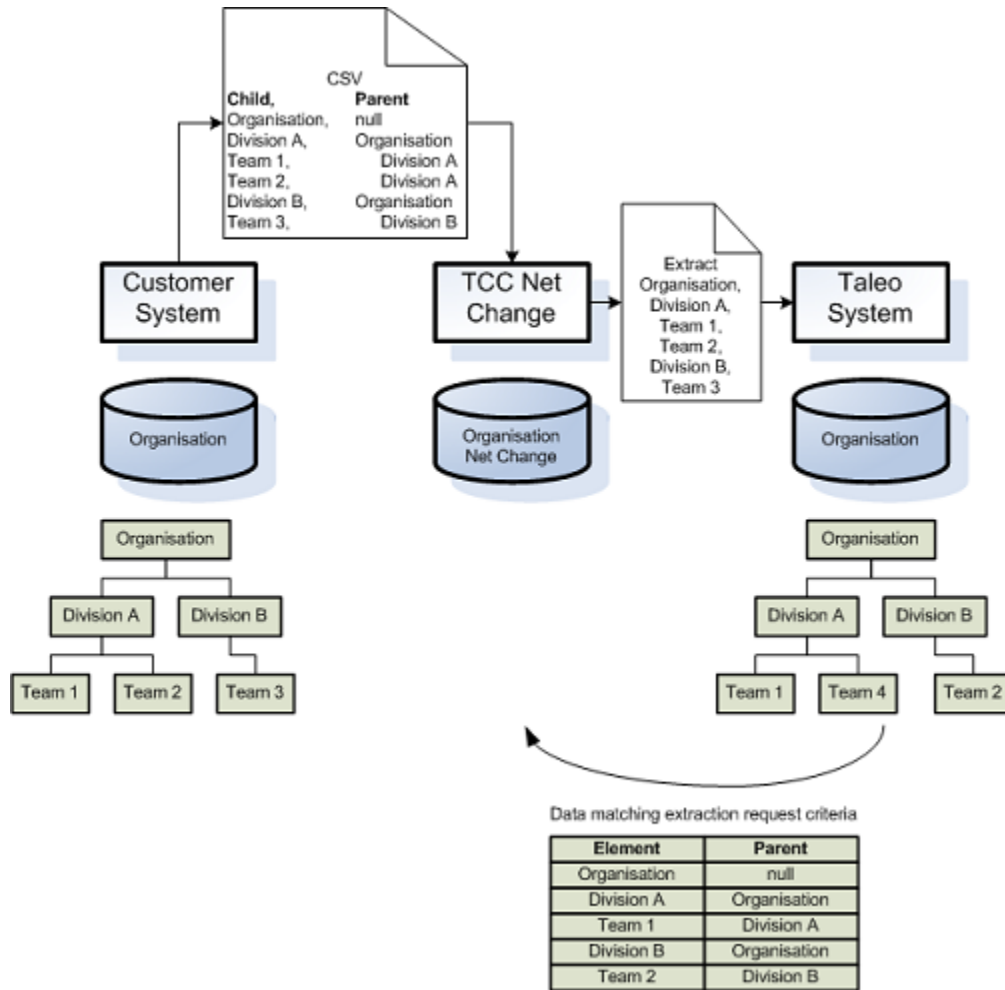 CSV
Child, Parent
Organisation, null
Division A, Organisation
Team 1, Division A
Team 2, Division A
Division B, Organisation
Team 3, Division B
Customer System
TCC Net Change
Extract
Organisation,
Division A,
Team 1,
Team 2,
Division B,
Team 3
Taleo System
Organisation
Organisation
Net Change
Organisation
Organisation
Division A Division B
Team 1 Team 2 Team 3
Organisation
Division A Division B
Team 1 Team 4 Team 2
Data matching extraction request criteria
Element Parent
Organisation null
Division A Organisation
Team 1 Division A
Division B Organisation
Team 2 Division B